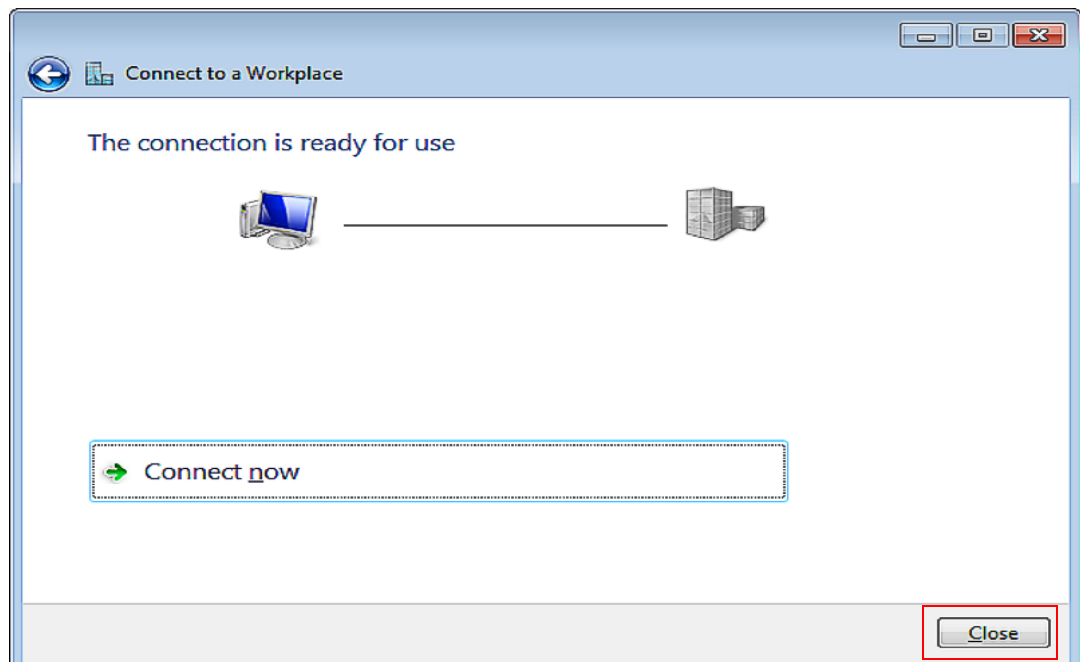 Connect to a Workplace
The connection is ready for use
Connect now
Close